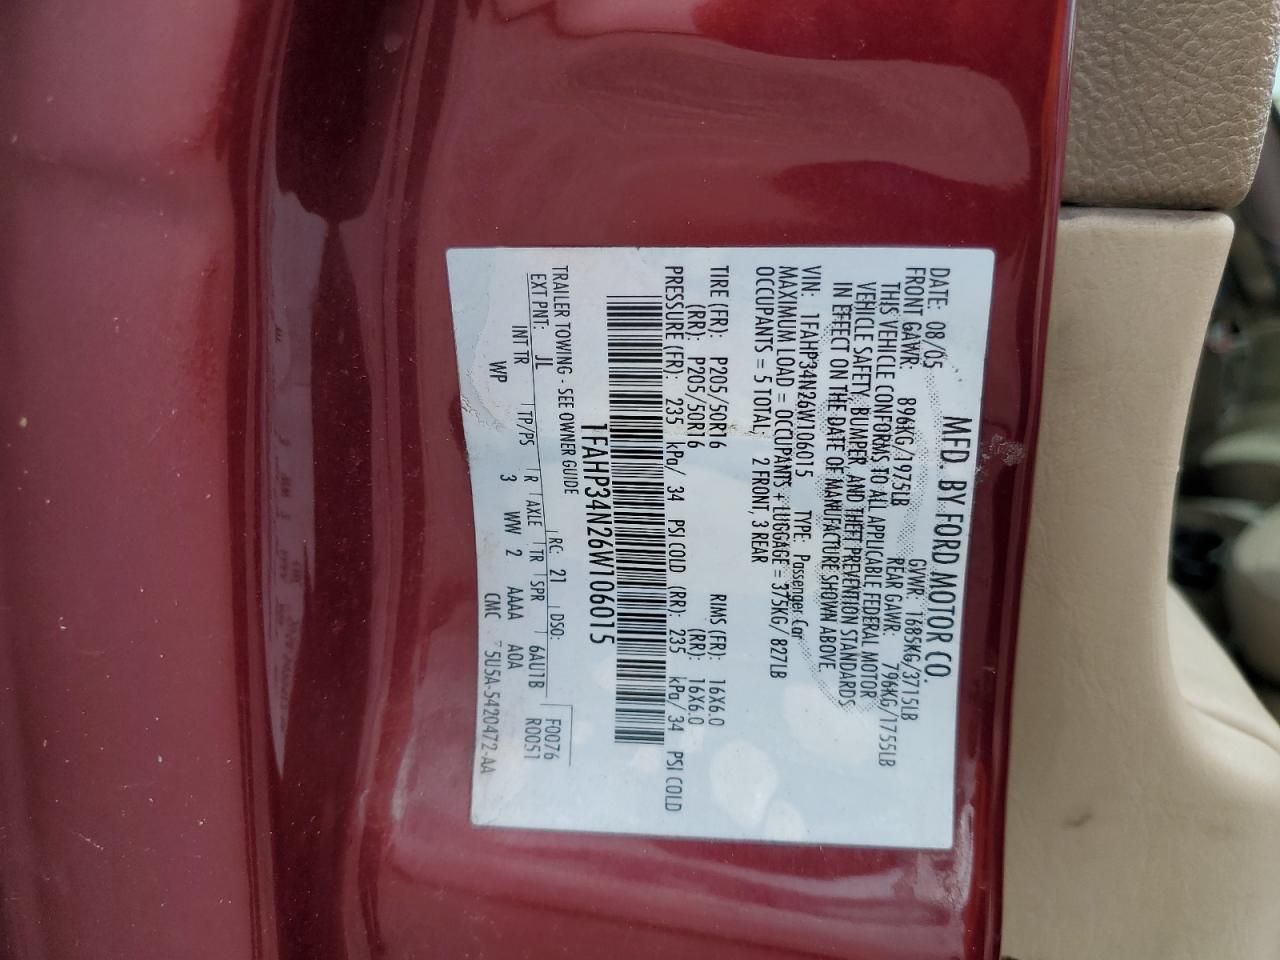 MFD. BY FORD MOTOR CO.
DATE: 08/05 GVWR: 1685KG/3715LB
FRONT GAWR: 896KG/1975LB REAR GAWR: 796KG/1755LB
THIS VEHICLE CONFORMS TO ALL APPLICABLE FEDERAL MOTOR
VEHICLE SAFETY, BUMPER, AND THEFT PREVENTION STANDARDS
IN EFFECT ON THE DATE OF MANUFACTURE SHOWN ABOVE.
VIN: 1FAHP34N26W106015 TYPE: Passenger Car
MAXIMUM LOAD = OCCUPANTS + LUGGAGE = 375KG / 827LB
OCCUPANTS = 5 TOTAL, 2 FRONT, 3 REAR
TIRE (FR): P205/50R16 RIMS (FR): 16X6.0
(RR): P205/50R16 (RR): 16X6.0
PRESSURE (FR): 235 kPa/ 34 PSI COLD (RR): 235 kPa/ 34 PSI COLD
1FAHP34N26W106015
TRAILER TOWING - SEE OWNER GUIDE RC: 21 DSO: F0076
EXT PNT: JL 6AU1B R0051
INT TR TP/PS R AXLE TR SPR
WP 3 WW 2 AAAA AOA
CMC 5U5A-5420472-AA